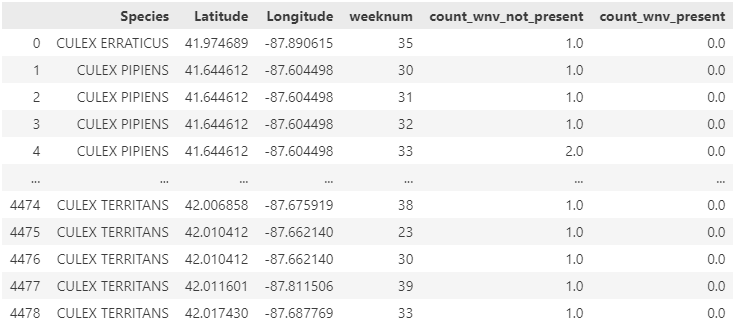 Species Latitude Longitude weeknum count_wnv_not_present count_wnv_present
0 CULEX ERRATICUS 41.974689 -87.890615 35 1.0 0.0
1 CULEX PIPIENS 41.644612 -87.604498 30 1.0 0.0
2 CULEX PIPIENS 41.644612 -87.604498 31 1.0 0.0
3 CULEX PIPIENS 41.644612 -87.604498 32 1.0 0.0
4 CULEX PIPIENS 41.644612 -87.604498 33 2.0 0.0
... ... ... ... ... ... ...
4474 CULEX TERRITANS 42.006858 -87.675919 38 1.0 0.0
4475 CULEX TERRITANS 42.010412 -87.662140 23 1.0 0.0
4476 CULEX TERRITANS 42.010412 -87.662140 30 1.0 0.0
4477 CULEX TERRITANS 42.011601 -87.811506 39 1.0 0.0
4478 CULEX TERRITANS 42.017430 -87.687769 33 1.0 0.0